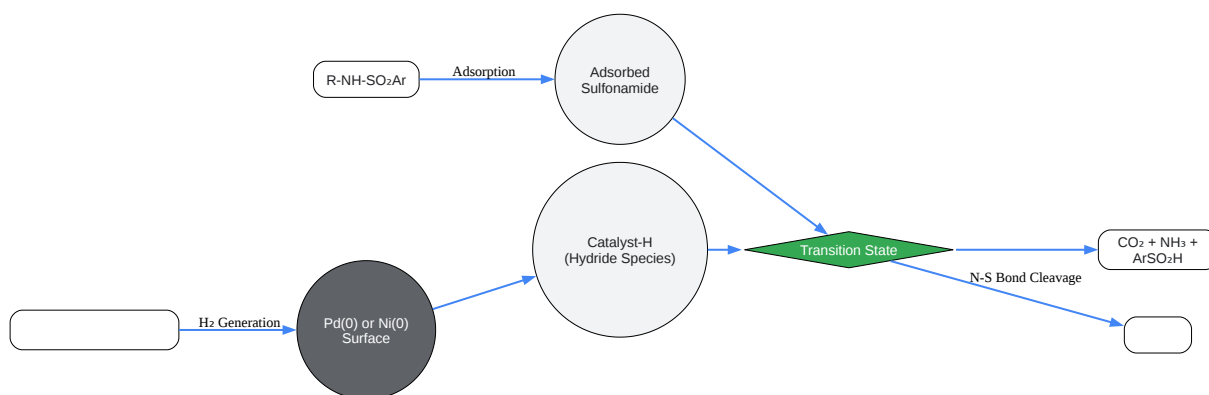 R-NH-SO₂Ar
Adsorption
Adsorbed
Sulfonamide
Catalyst-H
(Hydride Species)
Transition State
CO₂ + NH₃ +
ArSO₂H
N-S Bond Cleavage
H₂ Generation
Pd(0) or Ni(0)
Surface